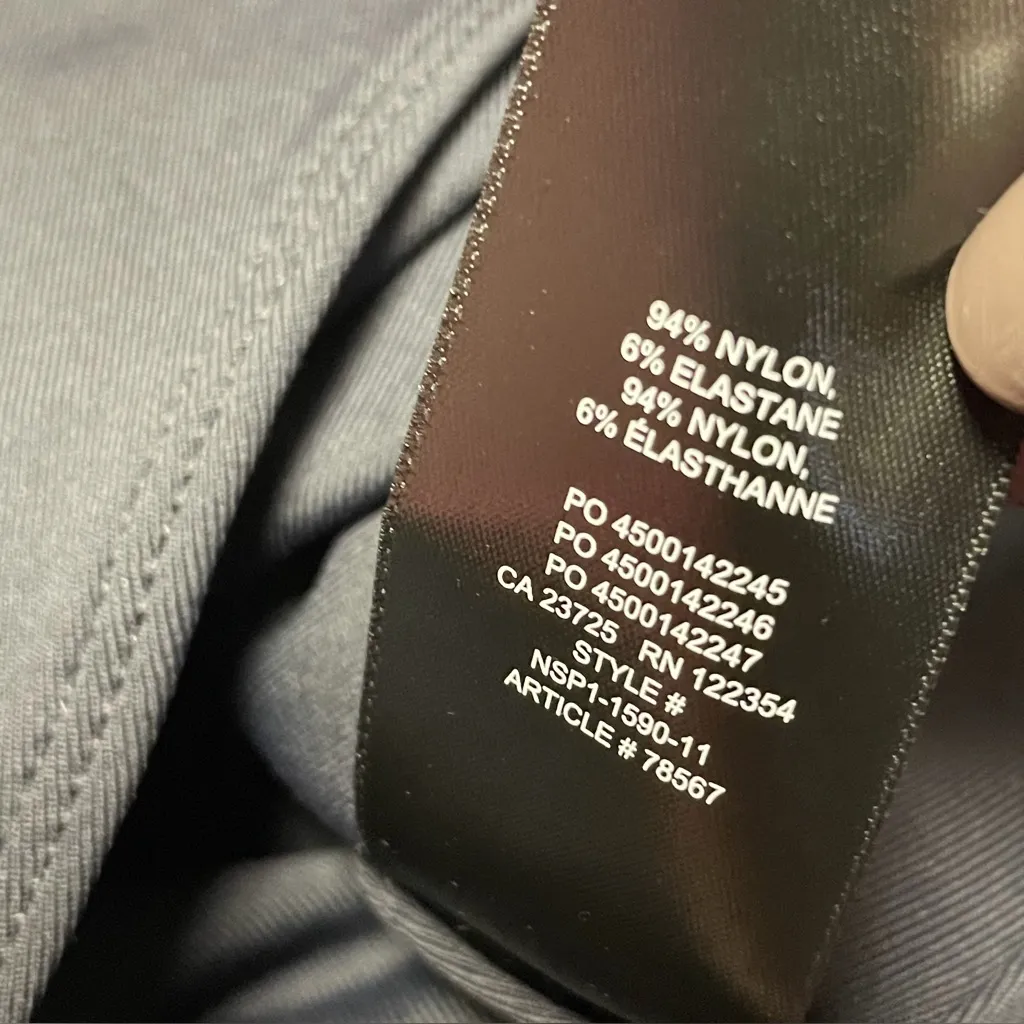 94% NYLON,
6% ELASTANE
94% NYLON,
6% ÉLASTHANNE
PO 4500142245
PO 4500142246
PO 4500142247
CA 23725 RN 122354
STYLE #
NSP1-1590-11
ARTICLE # 78567